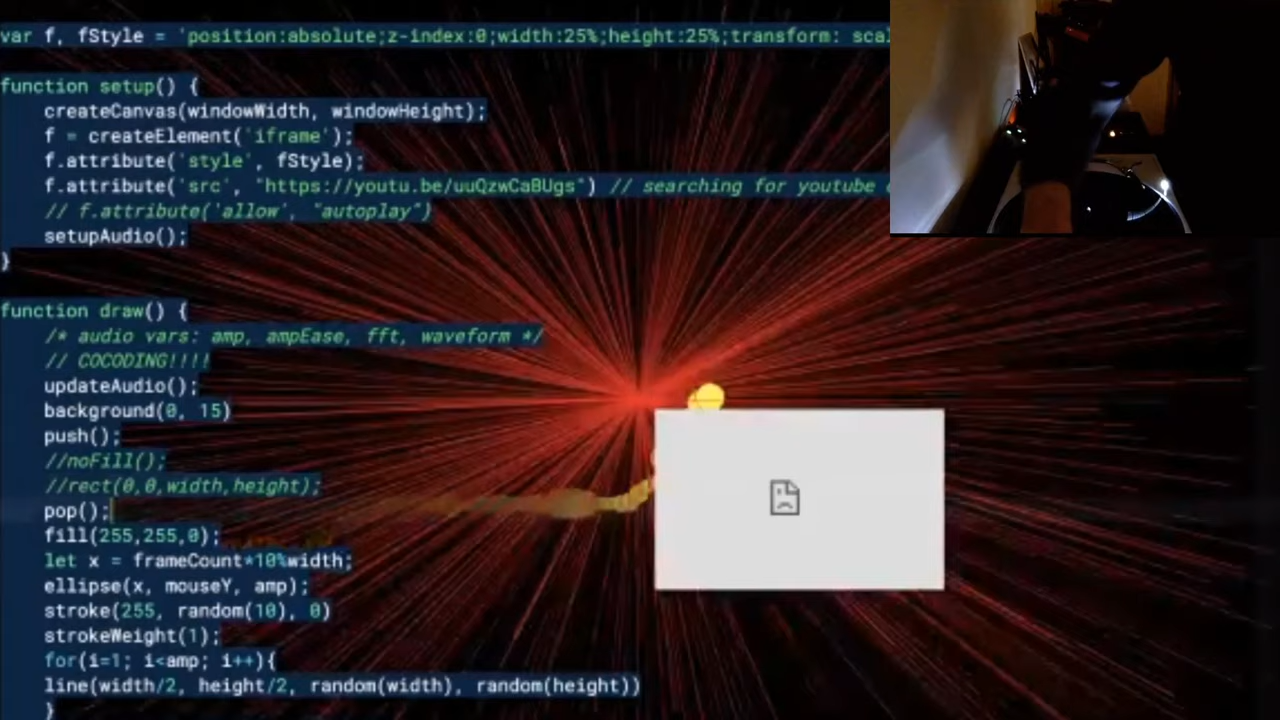 var f, fStyle = 'position:absolute;z-index:0;width:25%;height:25%;transform:
function setup() {
createCanvas(windowWidth, windowHeight);
f = createElement('iframe');
f.attribute('style', fStyle);
f.attribute('src', "https://youtu.be/uuQzwCaBUgs") // searching for youtube
// f.attribute('allow', "autoplay")
setupAudio();
}
function draw() {
/* audio vars: amp, ampEase, fft, waveform */
// COCODING!!!!
updateAudio();
background(0, 15)
push();
//noFill();
//rect(0,0,width,height);
pop();
fill(255,255,0);
let x = frameCount*10%width;
ellipse(x, mouseY, amp);
stroke(255, random(10), 0)
strokeWeight(1);
for(i=1; i<amp; i++){
line(width/2, height/2, random(width), random(height))
}